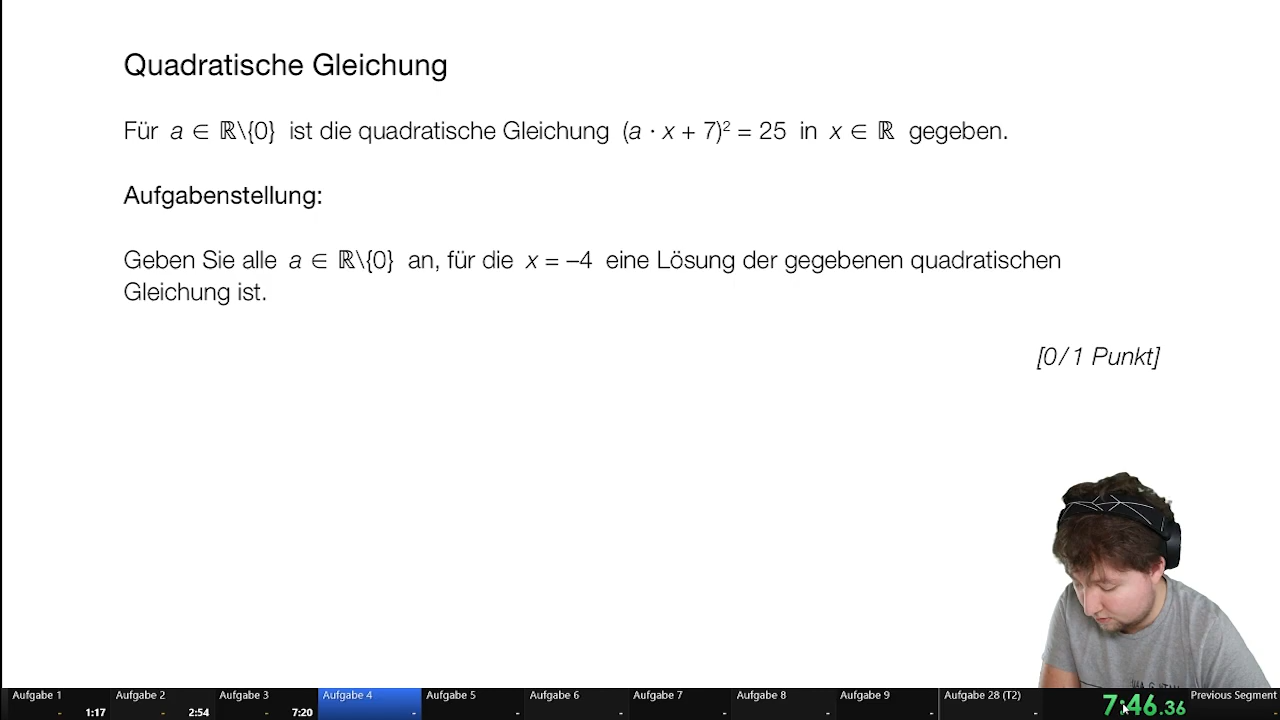 Quadratische Gleichung
Für a ∈ ℝ\{0} ist die quadratische Gleichung (a · x + 7)² = 25 in x ∈ ℝ gegeben.
Aufgabenstellung:
Geben Sie alle a ∈ ℝ\{0} an, für die x = –4 eine Lösung der gegebenen quadratischen
Gleichung ist.
[0/1 Punkt]
Aufgabe 1 Aufgabe 2 Aufgabe 3 Aufgabe 4 Aufgabe 5 Aufgabe 6 Aufgabe 7 Aufgabe 8 Aufgabe 9 Aufgabe 28 (T2) 7:46.36 Previous Segment
- 1:17 - 2:54 - 7:20 - - - - - - - -